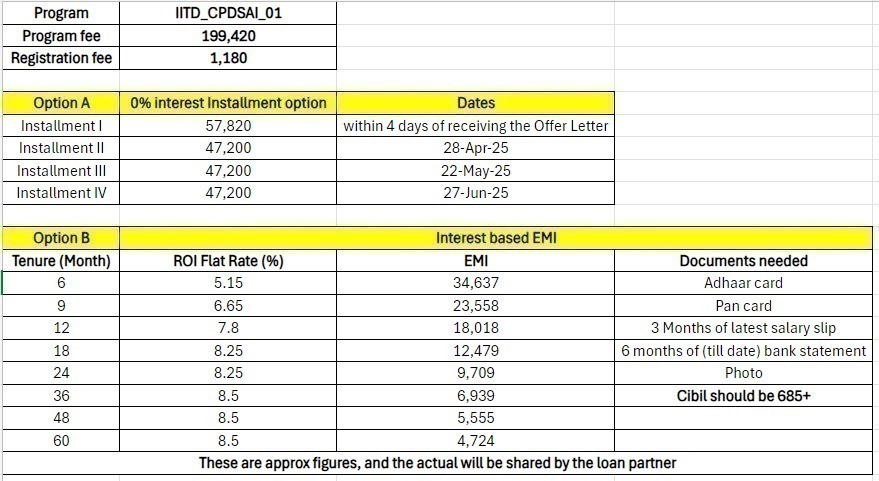 Program IITD_CPDSAI_01
Program fee 199,420
Registration fee 1,180
Option A 0% interest Installment option Dates
Installment I 57,820 within 4 days of receiving the Offer Letter
Installment II 47,200 28-Apr-25
Installment III 47,200 22-May-25
Installment IV 47,200 27-Jun-25
Option B Interest based EMI
Tenure (Month) ROI Flat Rate (%) EMI Documents needed
6 5.15 34,637 Adhaar card
9 6.65 23,558 Pan card
12 7.8 18,018 3 Months of latest salary slip
18 8.25 12,479 6 months of (till date) bank statement
24 8.25 9,709 Photo
36 8.5 6,939 Cibil should be 685+
48 8.5 5,555
60 8.5 4,724
These are approx figures, and the actual will be shared by the loan partner